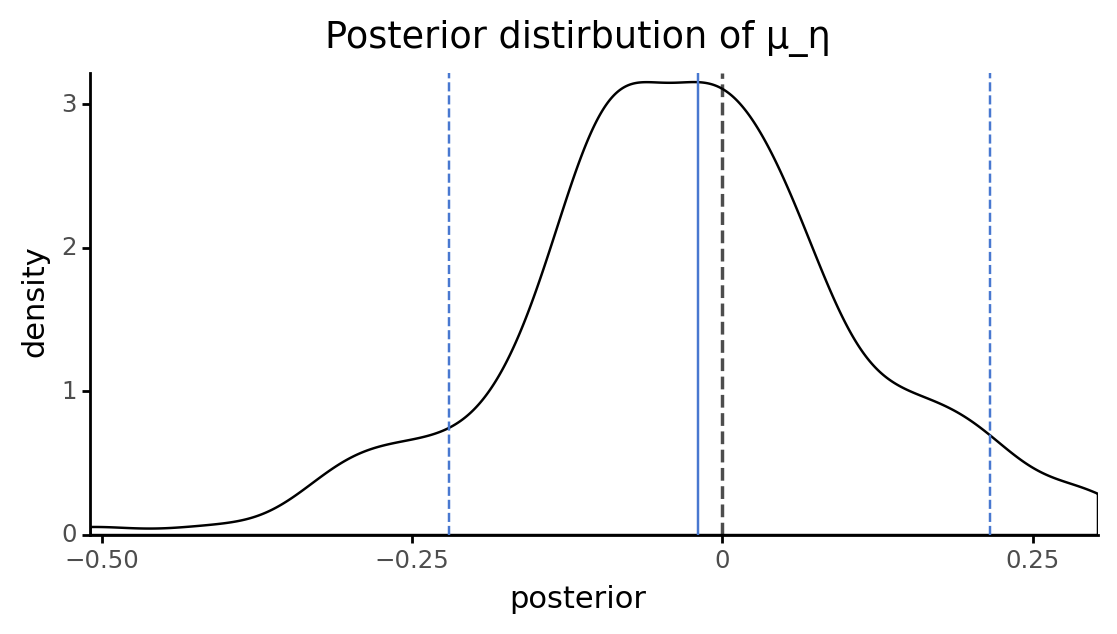 Posterior distirbution of μ_η
density
3
2
1
0
−0.50
−0.25
0
0.25
posterior